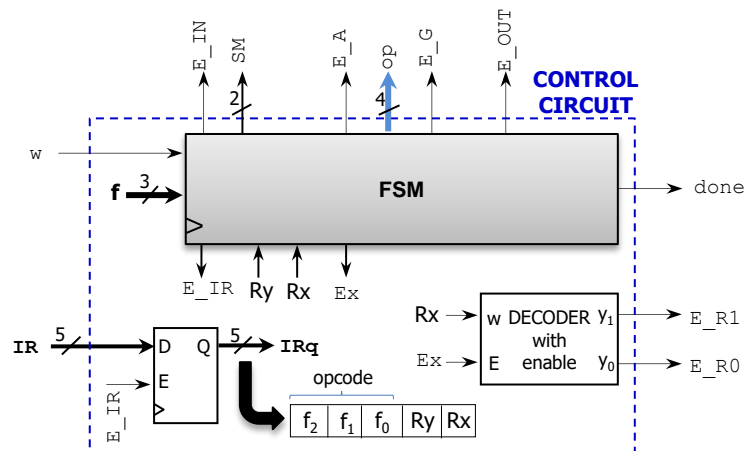 E_IN
SM
E_A
op
E_G
E_OUT
CONTROL
CIRCUIT
2
4
w
f
3
FSM
done
E_IR
Ry
Rx
Ex
IR
5
D
Q
E
E_IR
5
IRq
opcode
f2 f1 f0 Ry Rx
Rx
Ex
w
E
DECODER
with
enable
y1
y0
E_R1
E_R0